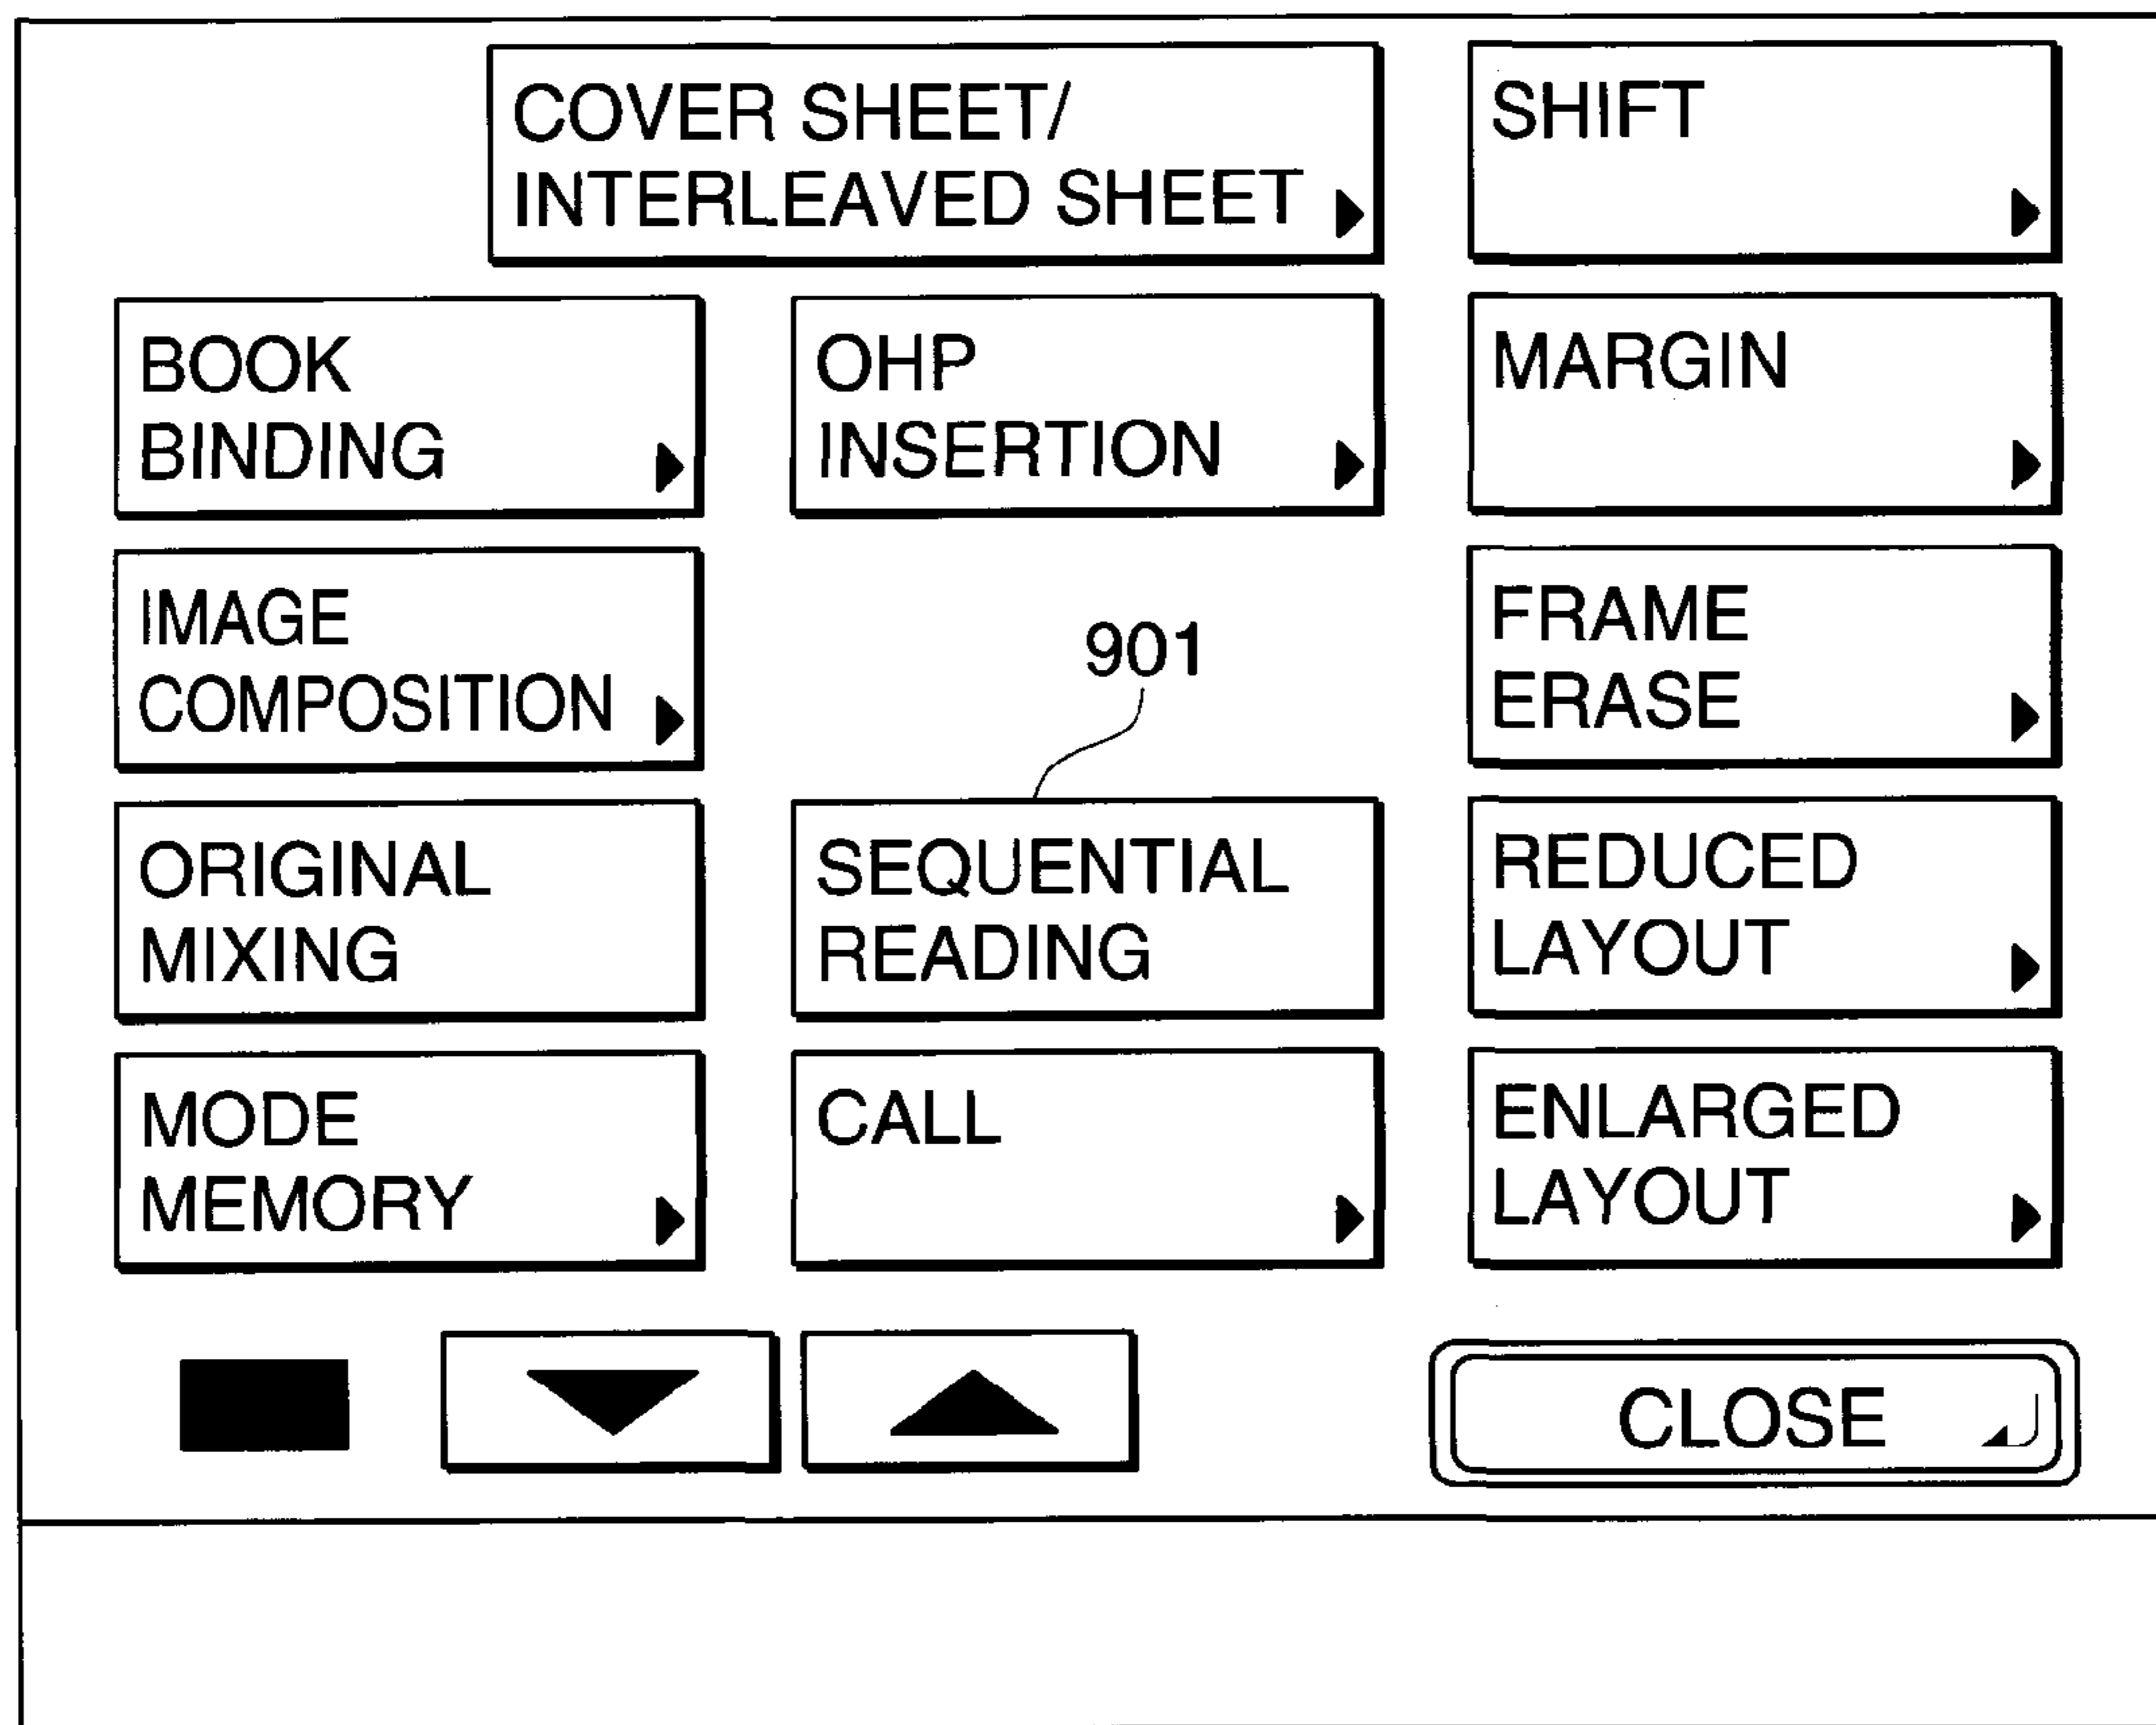 COVER SHEET/
INTERLEAVED SHEET
SHIFT
BOOK
BINDING
OHP
INSERTION
MARGIN
IMAGE
COMPOSITION
901
FRAME
ERASE
ORIGINAL
MIXING
SEQUENTIAL
READING
REDUCED
LAYOUT
MODE
MEMORY
CALL
ENLARGED
LAYOUT
CLOSE